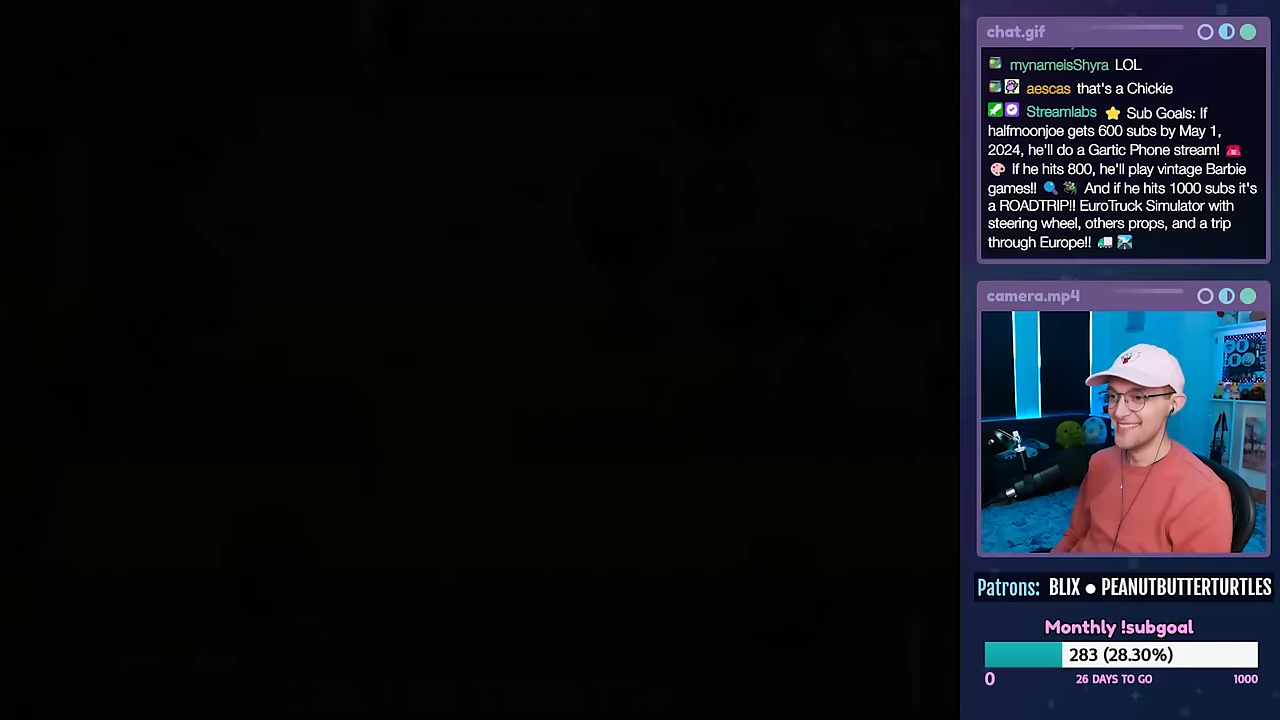 chat.gif
mynameisShyra LOL
aescas that's a Chickie
Streamlabs ⭐ Sub Goals: If
halfmoonjoe gets 600 subs by May 1,
2024, he'll do a Gartic Phone stream! ☎️
🎨 If he hits 800, he'll play vintage Barbie
games!! 🔍 🕵️ And if he hits 1000 subs it's
a ROADTRIP!! EuroTruck Simulator with
steering wheel, others props, and a trip
through Europe!! 🚛 🛣️
camera.mp4
Patrons: BLIX ● PEANUTBUTTERTURTLES
Monthly !subgoal
283 (28.30%)
0 26 DAYS TO GO 1000